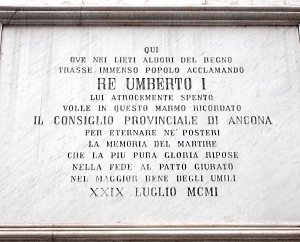 QUI
OVE NEI LIETI ALBORI DEL REGNO
TRASSE IMMENSO POPOLO ACCLAMANDO
RE UMBERTO I
LUI ATROCEMENTE SPENTO
VOLLE IN QUESTO MARMO RICORDATO
IL CONSIGLIO PROVINCIALE DI ANCONA
PER ETERNARE NE' POSTERI
LA MEMORIA DEL MARTIRE
CHE LA PIU PURA GLORIA RIPOSE
NELLA FEDE AL PATTO GIURATO
NEL MAGGIOR BENE DEGLI UMILI
XXIX LUGLIO MCMI